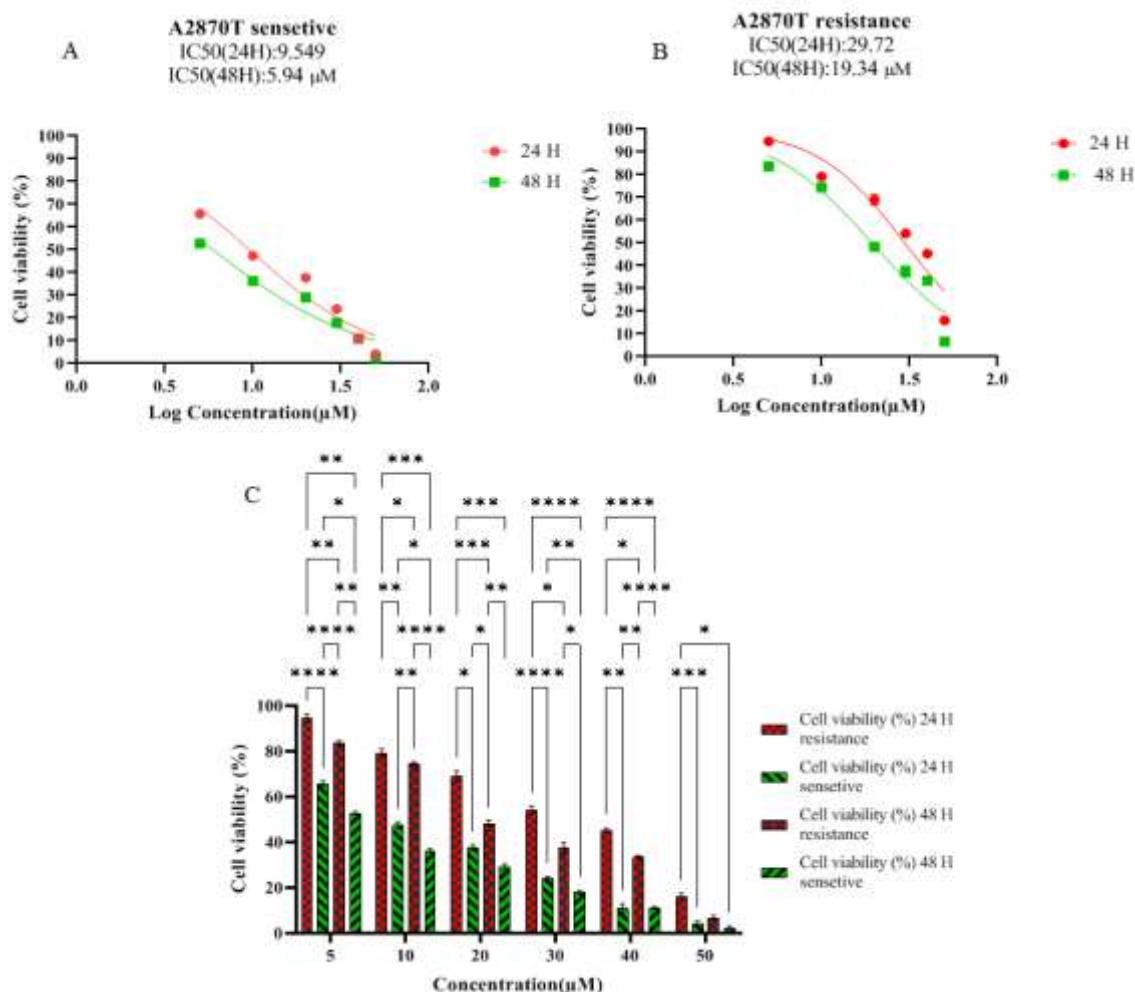 A
A2870T sensetive
IC50(24H):9.549
IC50(48H):5.94 µM
100
90
80
70
60
50
40
30
20
10
0
Cell viability (%)
0.0 0.5 1.0 1.5 2.0
Log Concentration(µM)
24 H
48 H
B
A2870T resistance
IC50(24H):29.72
IC50(48H):19.34 µM
100
90
80
70
60
50
40
30
20
10
0
Cell viability (%)
0.0 0.5 1.0 1.5 2.0
Log Concentration(µM)
24 H
48 H
C
** ***
* *** **** ****
** * *** ** *
** ** * ** * ****
**** **** * * ** *
**** ** * **** ** ***
100
80
60
40
20
0
Cell viability (%)
5 10 20 30 40 50
Concentration(µM)
Cell viability (%) 24 H
resistance
Cell viability (%) 24 H
sensetive
Cell viability (%) 48 H
resistance
Cell viability (%) 48 H
sensetive